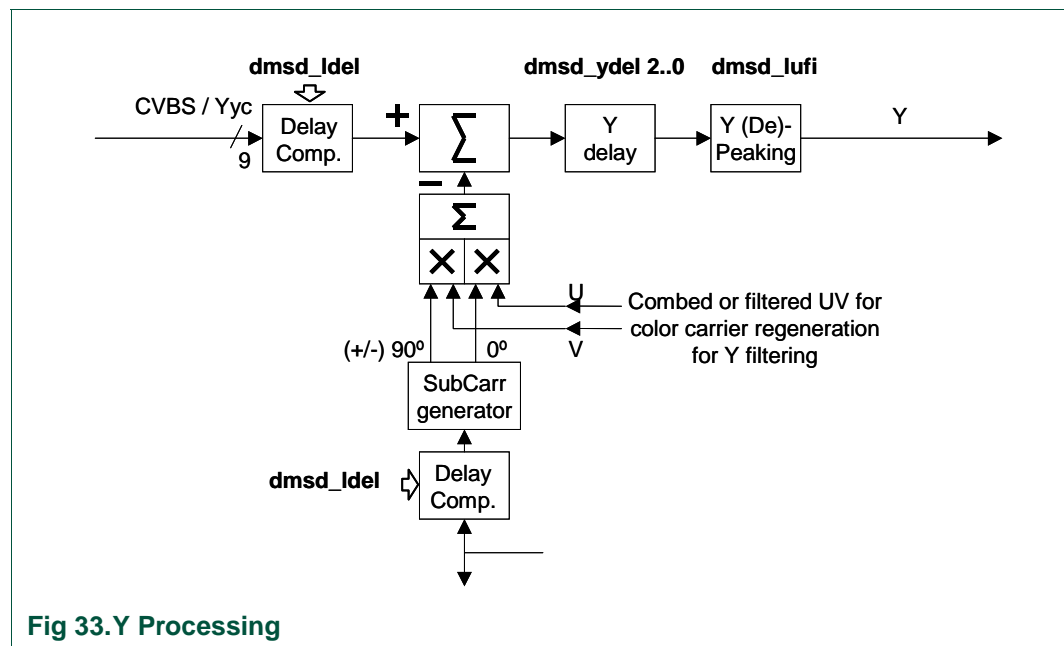 dmsd_ldel
dmsd_ydel 2..0
dmsd_lufi
CVBS / Yyc
9
Delay
Comp.
+
∑
Y
delay
Y (De)-
Peaking
Y
−
Σ
× ×
U
V
Combed or filtered UV for
color carrier regeneration
for Y filtering
(+/-) 90º
0º
SubCarr
generator
dmsd_ldel
Delay
Comp.
Fig 33.Y Processing